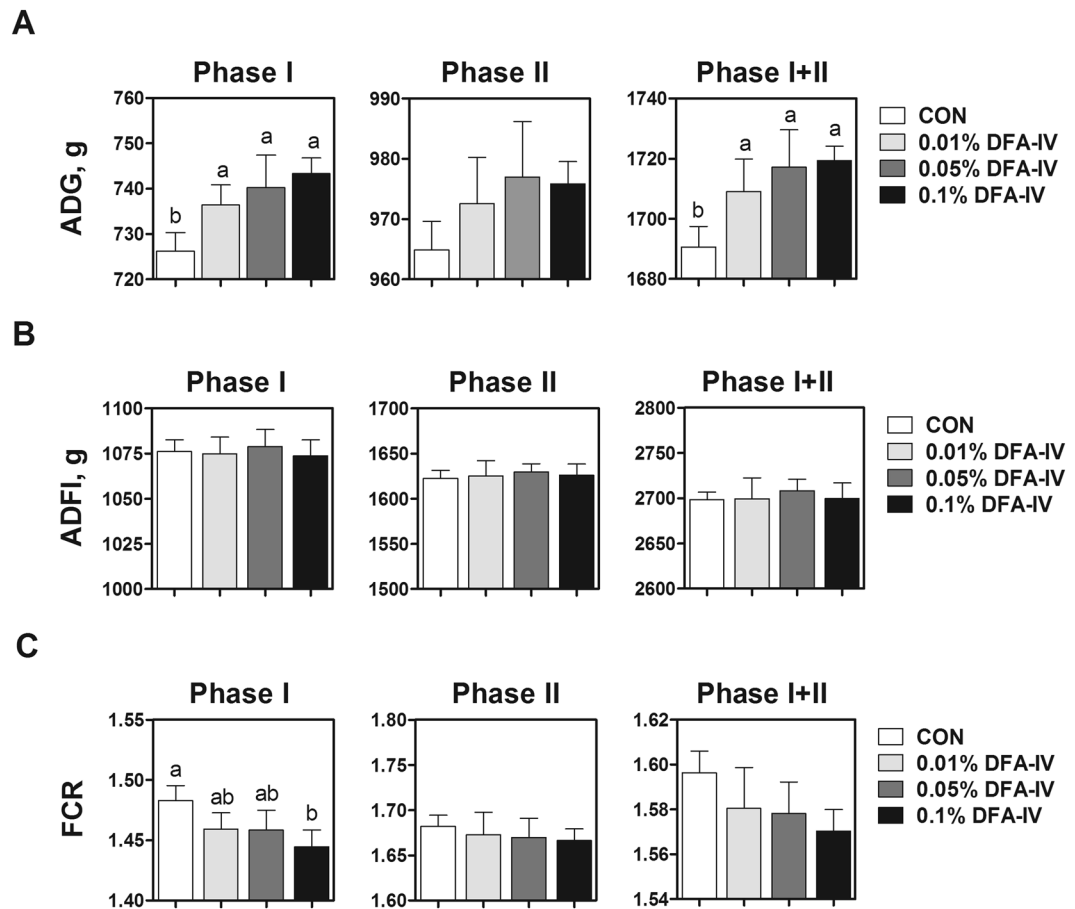 A
Phase I
Phase II
Phase I+II
ADG, g
760
750
740
730
720
b
a
a
a
990
980
970
960
1740
1720
1700
1680
b
a
a
a
CON
0.01% DFA-IV
0.05% DFA-IV
0.1% DFA-IV
B
Phase I
Phase II
Phase I+II
ADFI, g
1100
1075
1050
1025
1000
1700
1650
1600
1550
1500
2800
2750
2700
2650
2600
CON
0.01% DFA-IV
0.05% DFA-IV
0.1% DFA-IV
C
Phase I
Phase II
Phase I+II
FCR
1.55
1.50
1.45
1.40
a
ab
ab
b
1.80
1.75
1.70
1.65
1.60
1.62
1.60
1.58
1.56
1.54
CON
0.01% DFA-IV
0.05% DFA-IV
0.1% DFA-IV